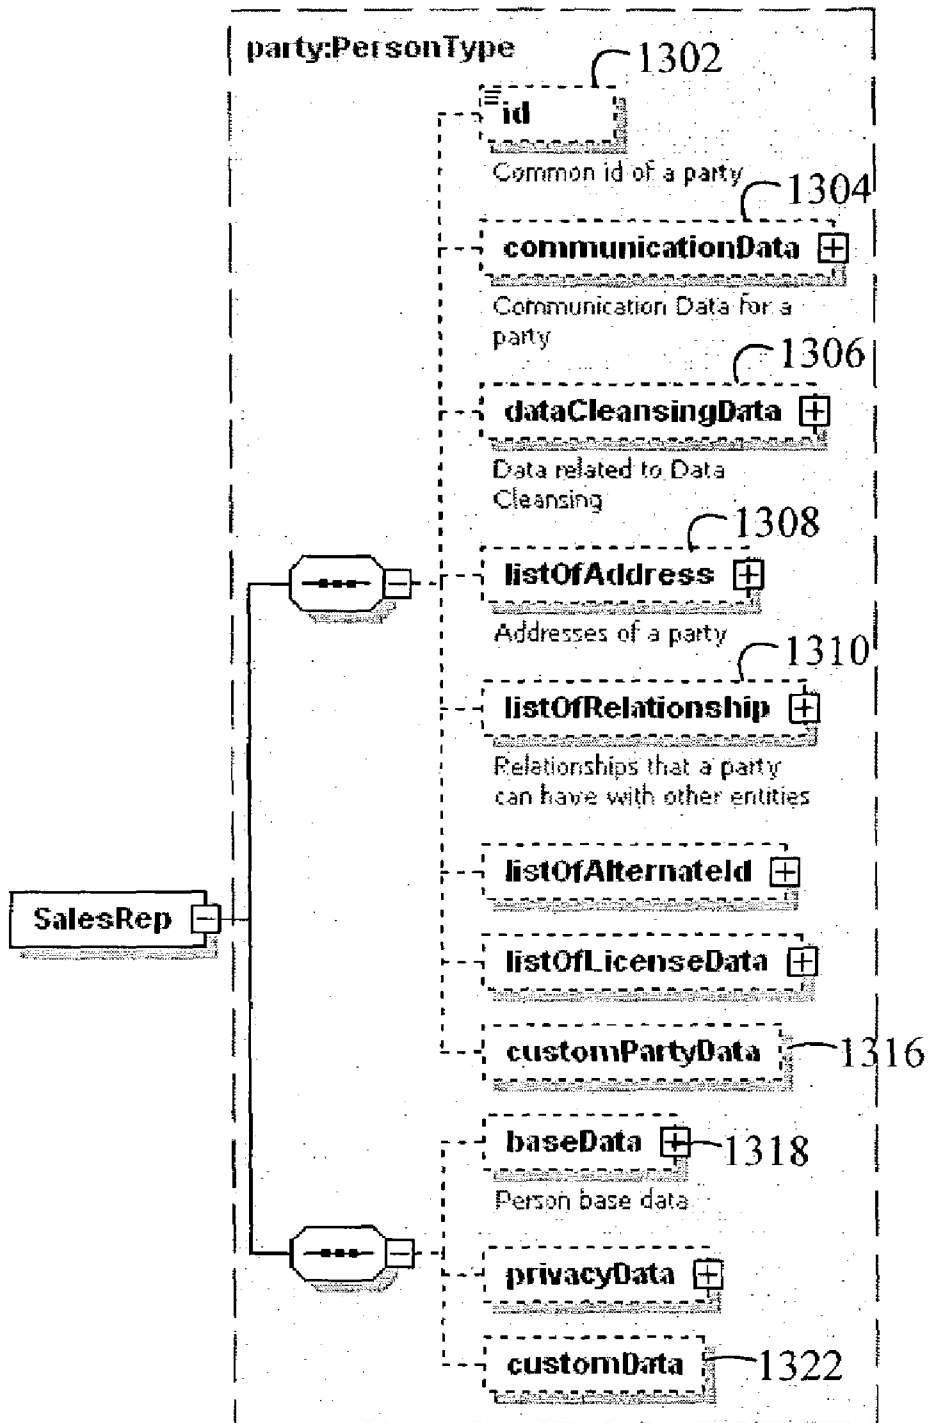 party:PersonType
1302
id
Common id of a party
1304
communicationData
Communication Data for a
party
1306
dataCleansingData
Data related to Data
Cleansing
1308
listOfAddress
Addresses of a party
1310
listOfRelationship
Relationships that a party
can have with other entities
listOfAlternateId
SalesRep
listOfLicenseData
customPartyData
1316
baseData
1318
Person base data
privacyData
customData
1322